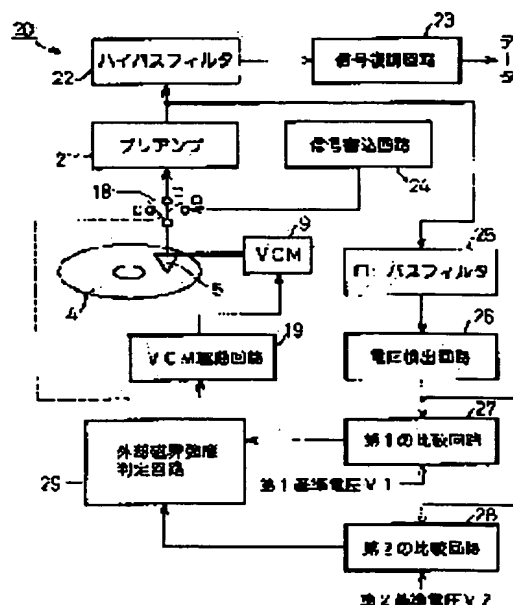 20
22
ハイパスフィルタ
23
信号復調回路
データ
2
プリアンプ
信号書込回路
24
18
9
VCM
4
5
25
ローパスフィルタ
19
VCM駆動回路
26
電圧検出回路
27
第1の比較回路
第1基準電圧V1
29
外部磁界強度
判定回路
28
第2の比較回路
第2基準電圧V2